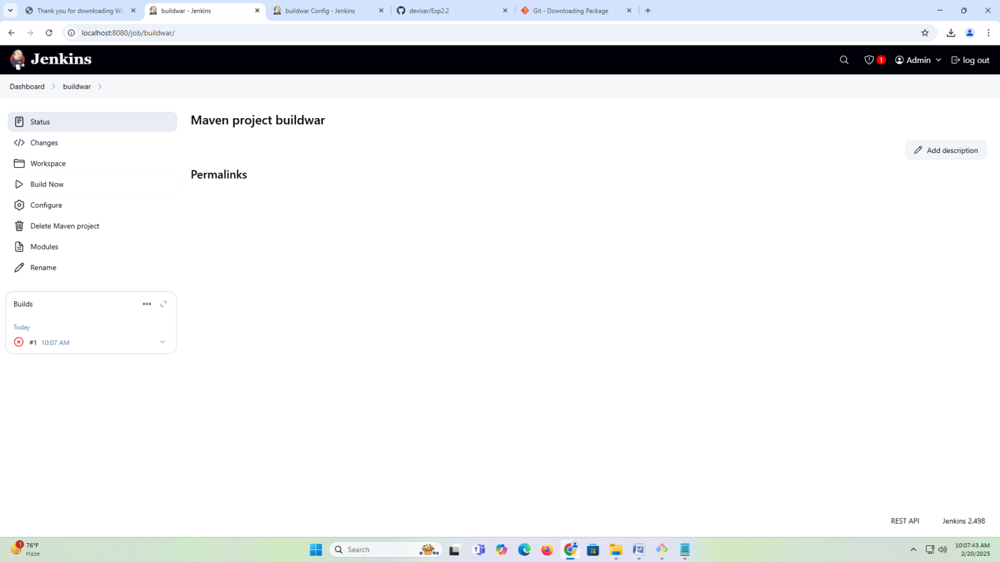 Thank you for downloading Wi
buildwar - Jenkins
buildwar Config - Jenkins
devisar/Exp2.2
Git - Downloading Package
localhost:8080/job/buildwar/
Jenkins
1
Admin
log out
Dashboard
buildwar
Status
Changes
Workspace
Build Now
Configure
Delete Maven project
Modules
Rename
Builds
Today
#1 10:07 AM
Maven project buildwar
Add description
Permalinks
REST API
Jenkins 2.498
1
76°F
Haze
Search
10:07:43 AM
2/20/2025